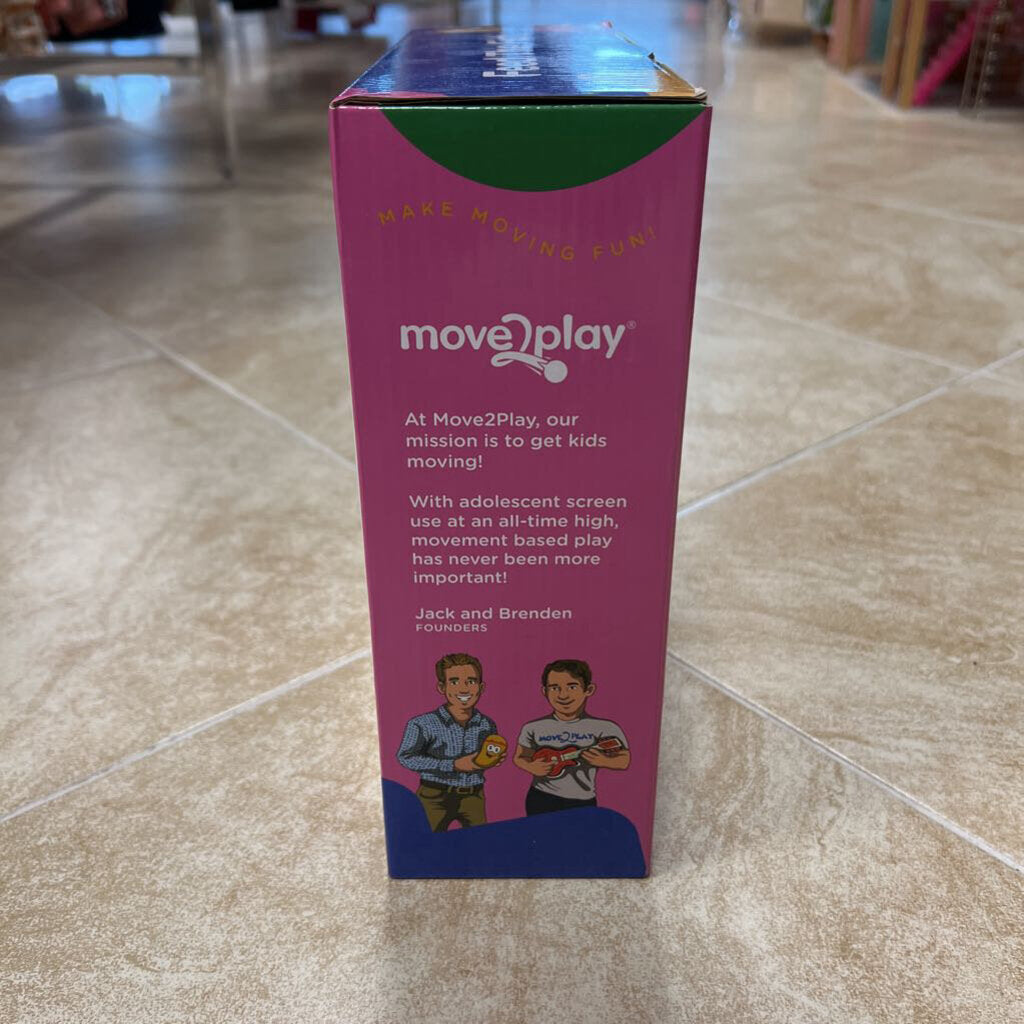 MAKE MOVING FUN!
move2play®
At Move2Play, our
mission is to get kids
moving!
With adolescent screen
use at an all-time high,
movement based play
has never been more
important!
Jack and Brenden
FOUNDERS
MOVE2PLAY